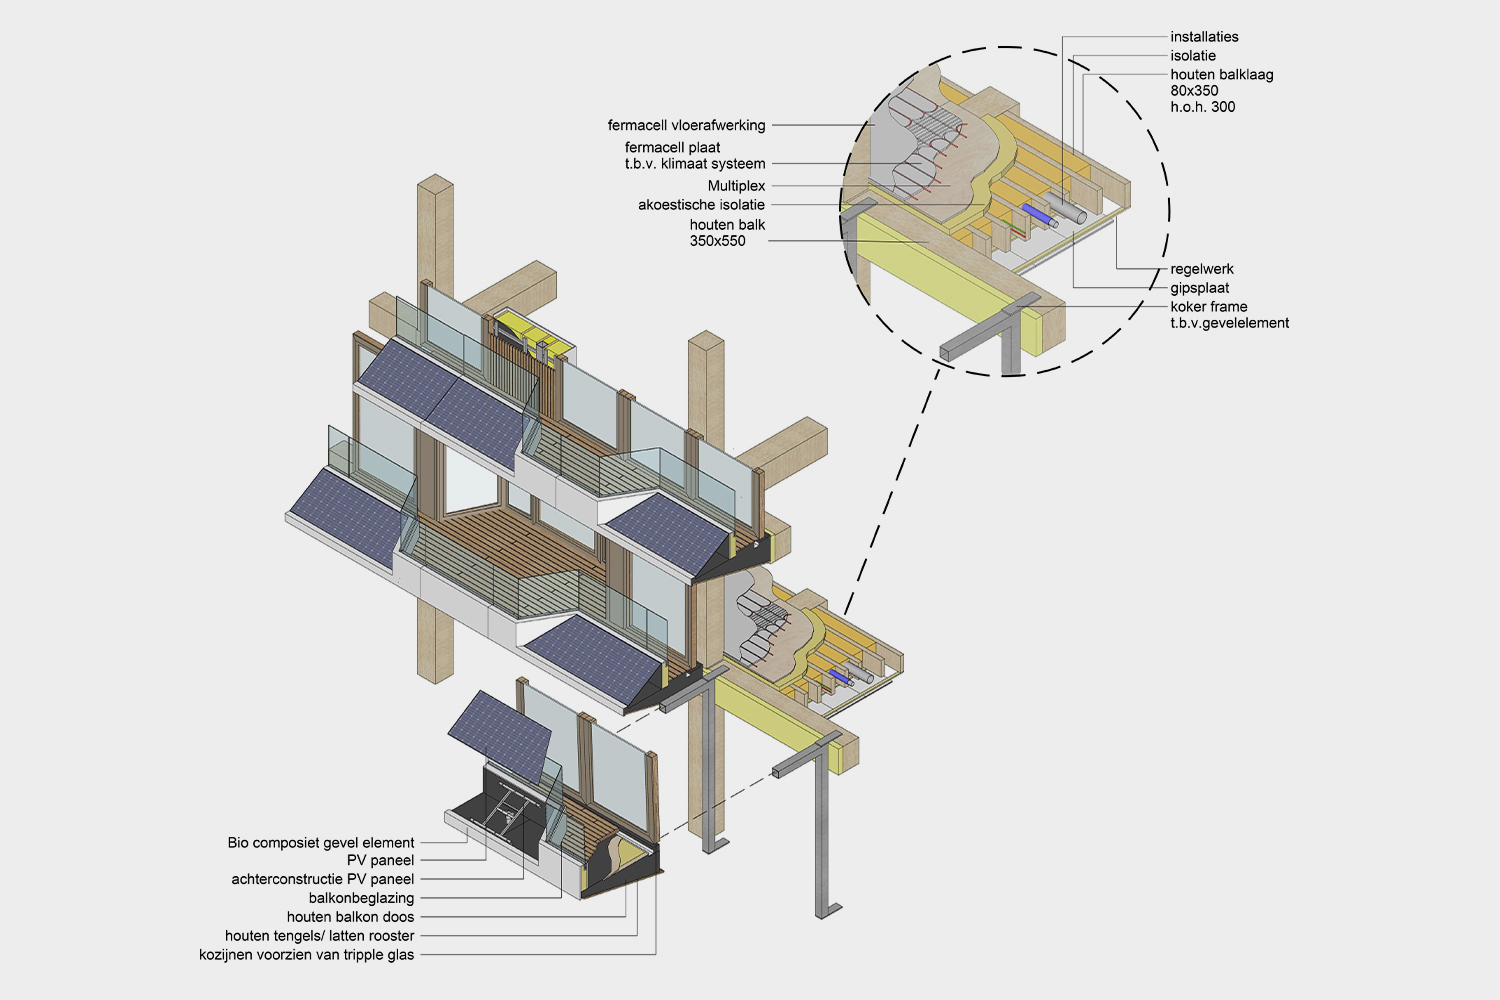 installaties
isolatie
houten balklaag
80x350
h.o.h. 300
fermacell vloerafwerking
fermacell plaat
t.b.v. klimaat systeem
Multiplex
akoestische isolatie
houten balk
350x550
regelwerk
gipsplaat
koker frame
t.b.v.gevelelement
Bio composiet gevel element
PV paneel
achterconstructie PV paneel
balkonbeglazing
houten balkon doos
houten tengels/ latten rooster
kozijnen voorzien van tripple glas